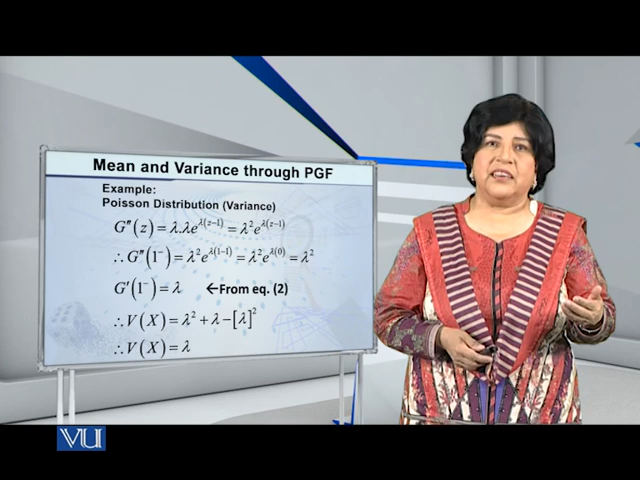 Mean and Variance through PGF
Example:
Poisson Distribution (Variance)
G″(z) = λ.λe^{λ(z−1)} = λ²e^{λ(z−1)}
∴ G″(1⁻) = λ²e^{λ(1−1)} = λ²e^{λ(0)} = λ²
G′(1⁻) = λ ←From eq. (2)
∴ V(X) = λ² + λ − [λ]²
∴ V(X) = λ
VU